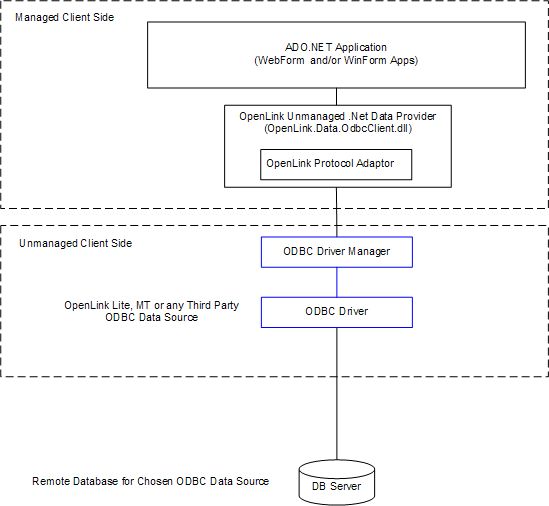 Managed Client Side
ADO.NET Application
(WebForm and/or WinForm Apps)
OpenLink Unmanaged .Net Data Provider
(OpenLink.Data.OdbcClient.dll)
OpenLink Protocol Adaptor
Unmanaged Client Side
ODBC Driver Manager
OpenLink Lite, MT or any Third Party
ODBC Data Source
ODBC Driver
Remote Database for Chosen ODBC Data Source
DB Server